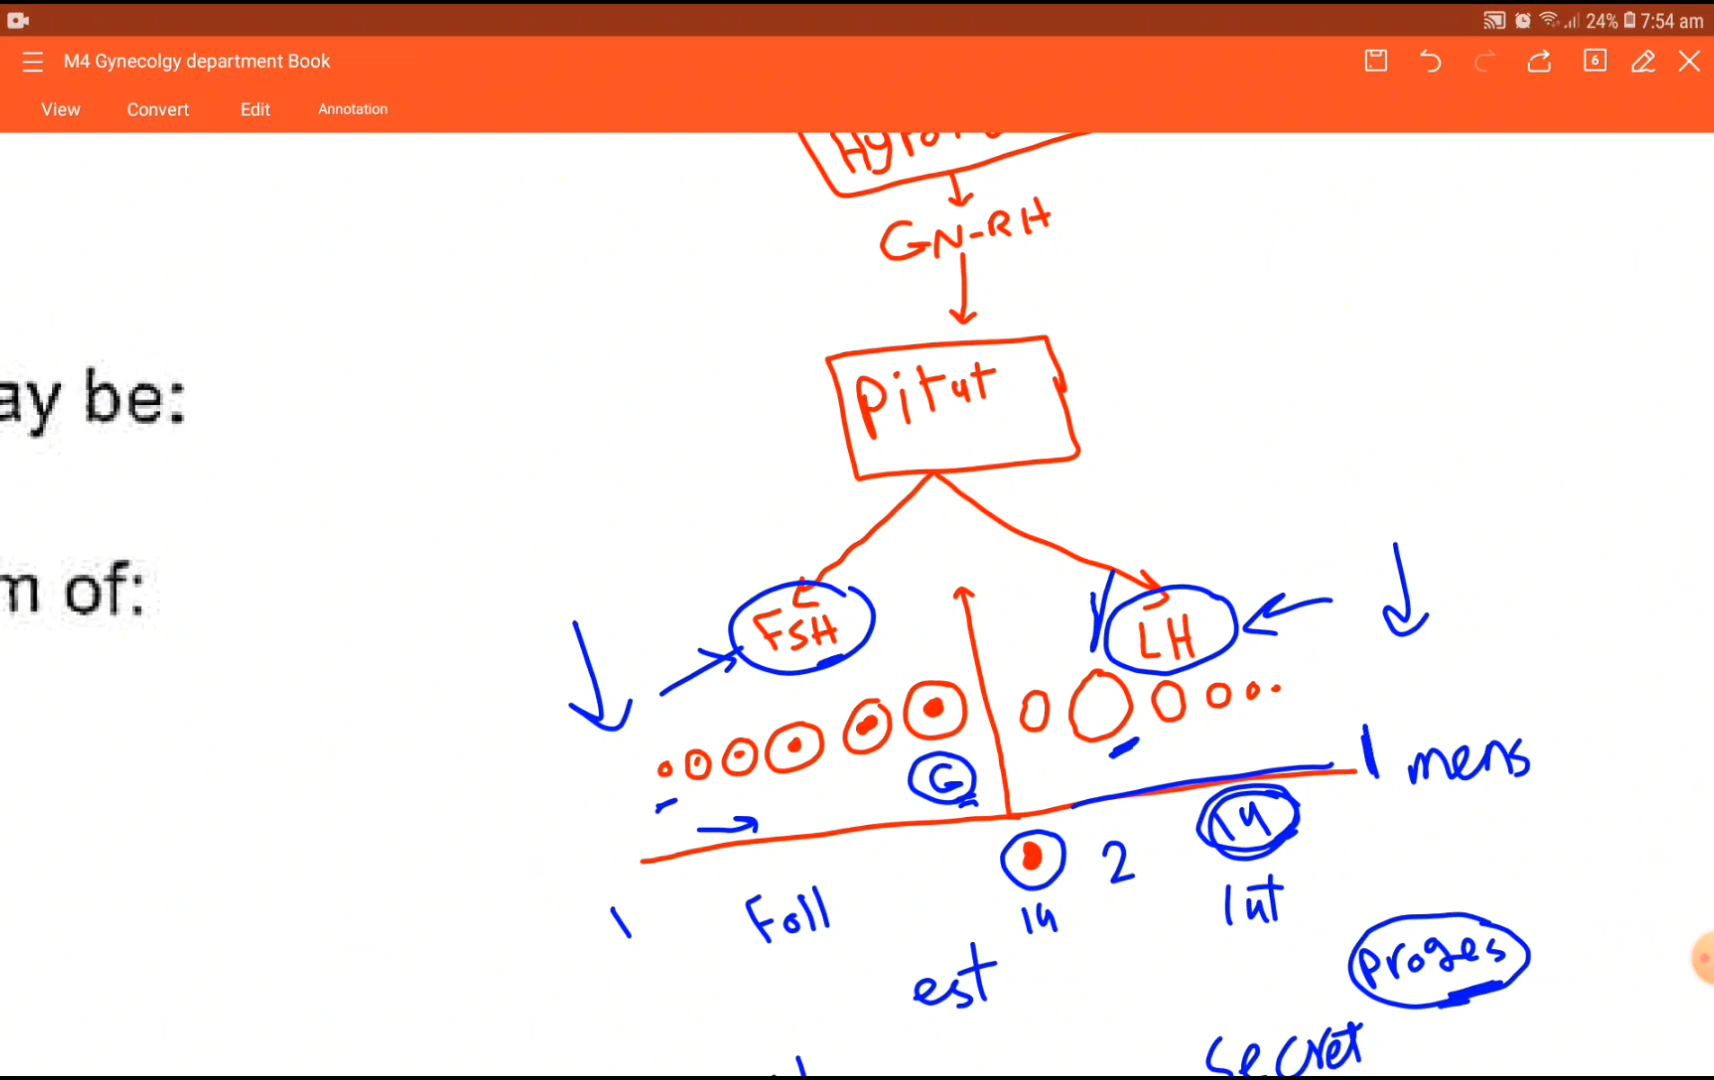 24% 7:54 am
M4 Gynecolgy department Book
6
View Convert Edit Annotation
GN-RH
Pitut
ay be:
m of:
FSH
LH
G
mens
14
2
1
Foll
14
lut
est
proges
secret